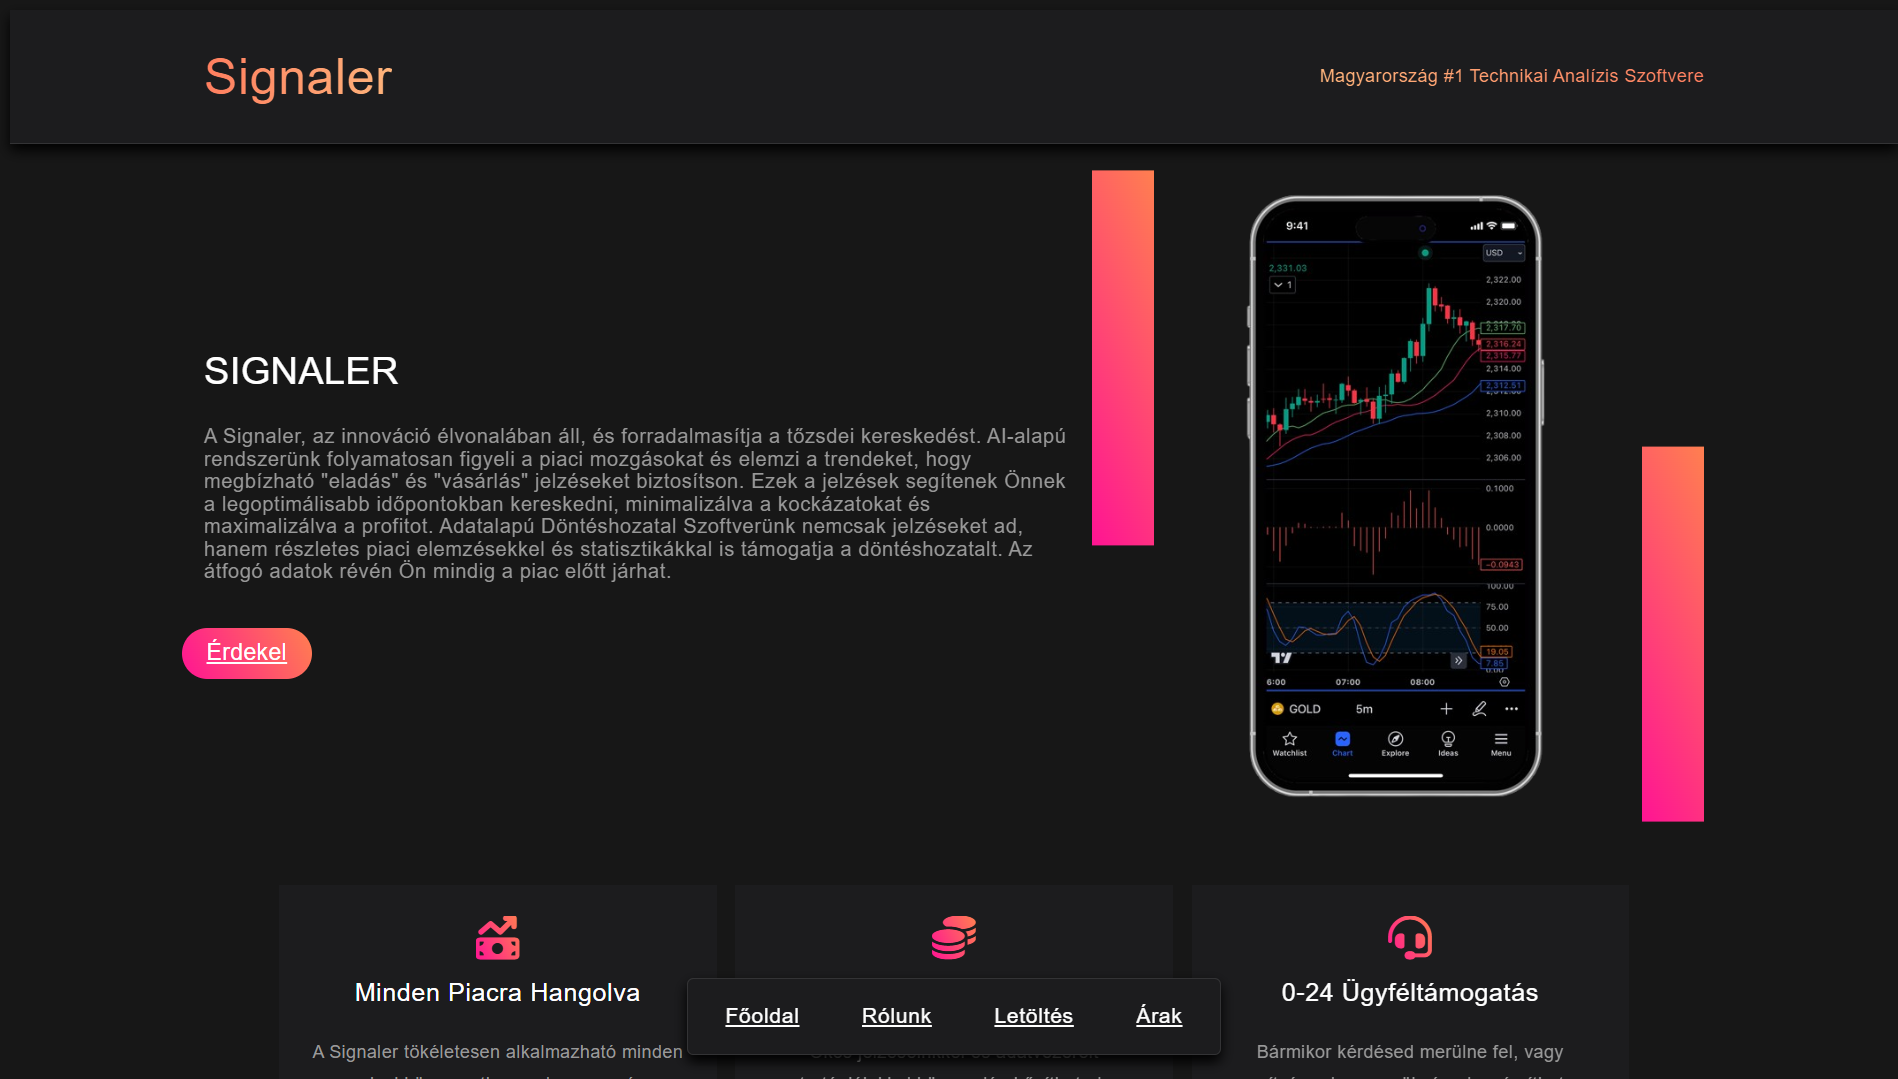 Signaler
Magyarország #1 Technikai Analízis Szoftvere
SIGNALER
A Signaler, az innováció élvonalában áll, és forradalmasítja a tőzsdei kereskedést. AI-alapú
rendszerünk folyamatosan figyeli a piaci mozgásokat és elemzi a trendeket, hogy
megbízható "eladás" és "vásárlás" jelzéseket biztosítson. Ezek a jelzések segítenek Önnek
a legoptimálisabb időpontokban kereskedni, minimalizálva a kockázatokat és
maximalizálva a profitot. Adatalapú Döntéshozatal Szoftverünk nemcsak jelzéseket ad,
hanem részletes piaci elemzésekkel és statisztikákkal is támogatja a döntéshozatalt. Az
átfogó adatok révén Ön mindig a piac előtt járhat.
Érdekel
9:41
USD
2,331.03
1
2,322.00
2,320.00
2,317.70
2,316.24
2,315.77
2,314.00
2,312.51
2,310.00
2,308.00
2,306.00
0.1000
0.0000
−0.0943
100.00
75.00
50.00
19.05
7.85
0.00
6:00 07:00 08:00
GOLD 5m
Watchlist Chart Explore Ideas Menu
Minden Piacra Hangolva
0-24 Ügyféltámogatás
Főoldal Rólunk Letöltés Árak
A Signaler tökéletesen alkalmazható minden
Bármikor kérdésed merülne fel, vagy